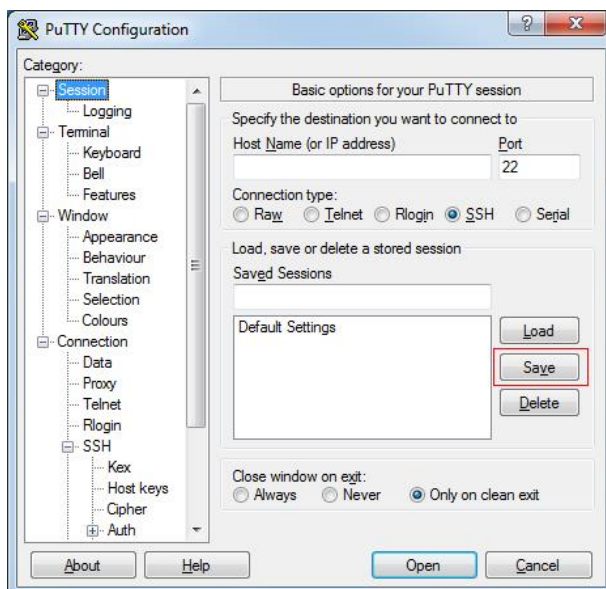 PuTTY Configuration
Category:
Session
Logging
Terminal
Keyboard
Bell
Features
Window
Appearance
Behaviour
Translation
Selection
Colours
Connection
Data
Proxy
Telnet
Rlogin
SSH
Kex
Host keys
Cipher
Auth
Basic options for your PuTTY session
Specify the destination you want to connect to
Host Name (or IP address) Port
22
Connection type:
Raw Telnet Rlogin SSH Serial
Load, save or delete a stored session
Saved Sessions
Default Settings
Load
Save
Delete
Close window on exit:
Always Never Only on clean exit
About Help Open Cancel